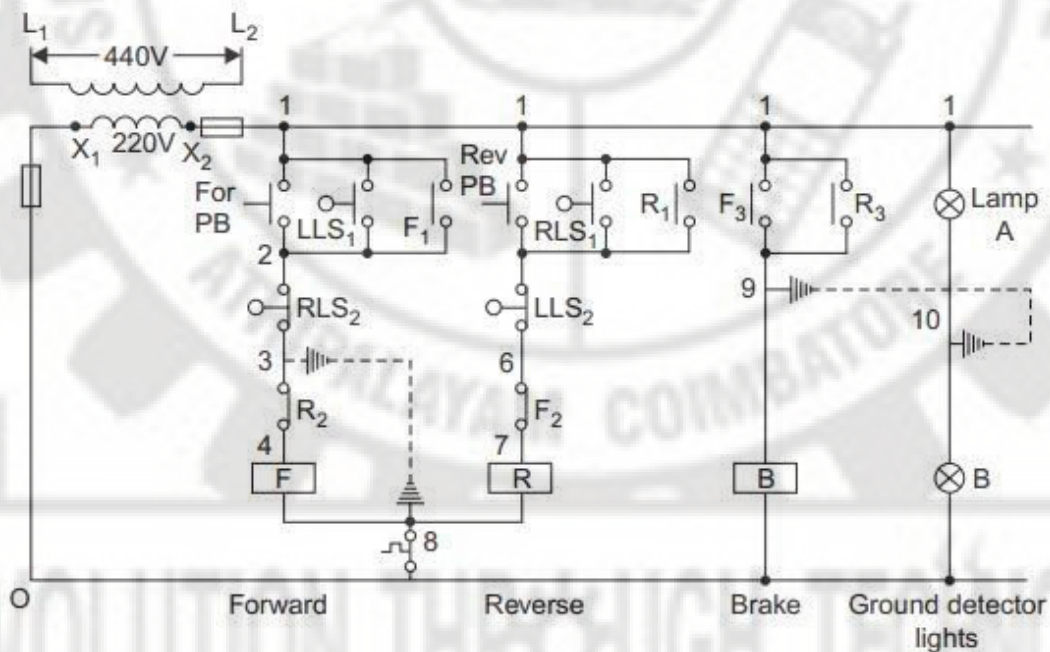 L1 L2
440V
X1 220V X2
1 1 1 1
For PB
LLS1
F1
Rev PB
RLS1
R1
F3
R3
Lamp A
2
RLS2
LLS2
9
10
3
6
R2
F2
4
7
F
R
B
B
8
O
Forward
Reverse
Brake
Ground detector lights
PALAYAM COIMBATORE